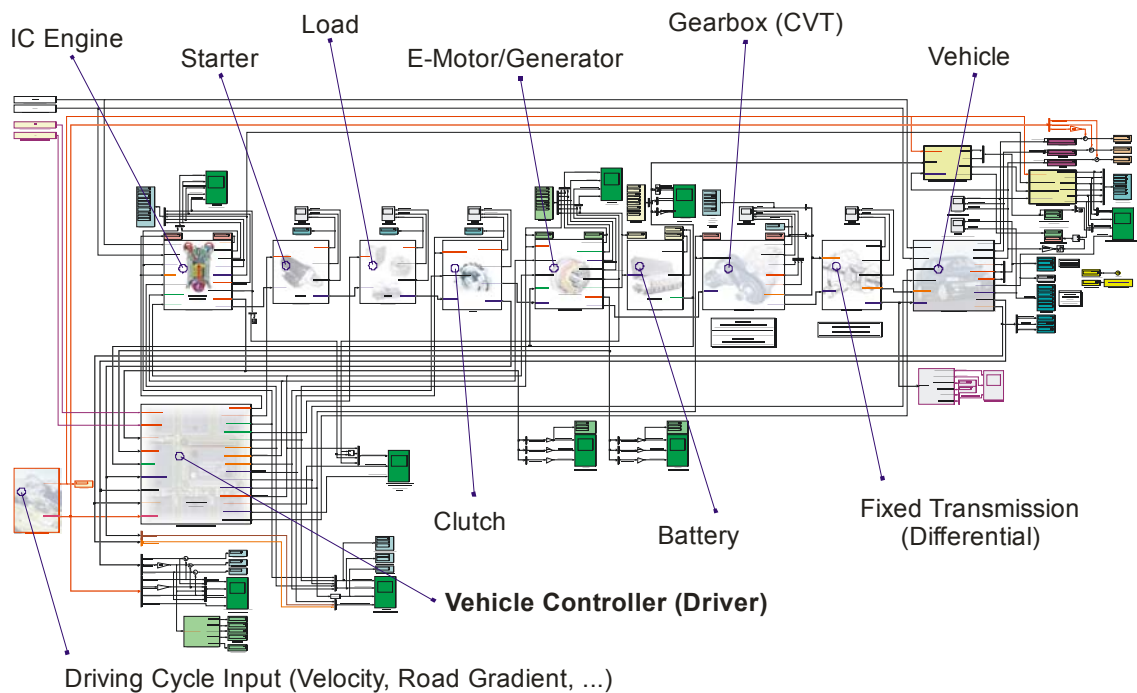 IC Engine
Starter
Load
E-Motor/Generator
Gearbox (CVT)
Vehicle
Clutch
Battery
Fixed Transmission
(Differential)
Vehicle Controller (Driver)
Driving Cycle Input (Velocity, Road Gradient, ...)